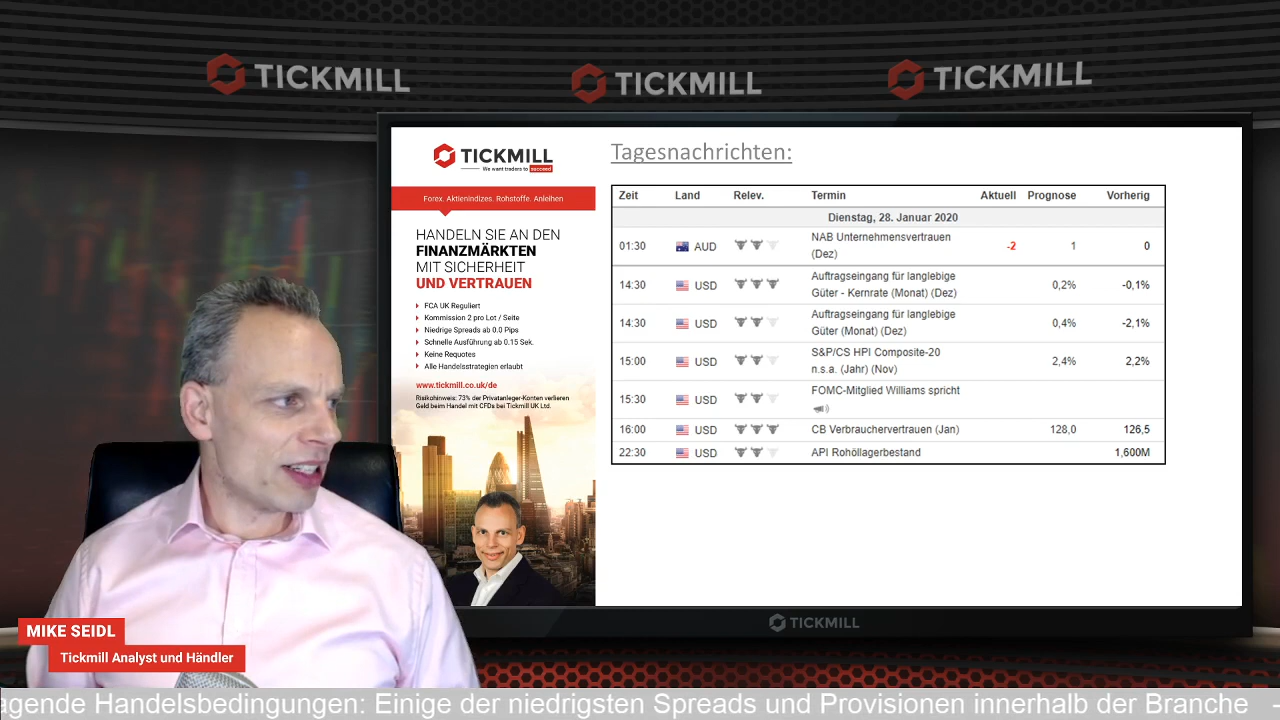 TICKMILL
TICKMILL
TICKMILL
TICKMILL
We want traders to succeed
Forex. Aktienindizes. Rohstoffe. Anleihen
HANDELN SIE AN DEN
FINANZMÄRKTEN
MIT SICHERHEIT
UND VERTRAUEN
FCA UK Reguliert
Kommission 2 pro Lot / Seite
Niedrige Spreads ab 0.0 Pips
Schnelle Ausführung ab 0.15 Sek.
Keine Requotes
Alle Handelsstrategien erlaubt
www.tickmill.co.uk/de
Risikohinweis: 73% der Privatanleger-Konten verlieren
Geld beim Handel mit CFDs bei Tickmill UK Ltd.
Tagesnachrichten:
Zeit Land Relev. Termin Aktuell Prognose Vorherig
Dienstag, 28. Januar 2020
01:30 AUD NAB Unternehmensvertrauen (Dez) -2 1 0
14:30 USD Auftragseingang für langlebige Güter - Kernrate (Monat) (Dez) 0,2% -0,1%
14:30 USD Auftragseingang für langlebige Güter (Monat) (Dez) 0,4% -2,1%
15:00 USD S&P/CS HPI Composite-20 n.s.a. (Jahr) (Nov) 2,4% 2,2%
15:30 USD FOMC-Mitglied Williams spricht
16:00 USD CB Verbrauchervertrauen (Jan) 128,0 126,5
22:30 USD API Rohöllagerbestand 1,600M
TICKMILL
MIKE SEIDL
Tickmill Analyst und Händler
egende Handelsbedingungen: Einige der niedrigsten Spreads und Provisionen innerhalb der Branche -